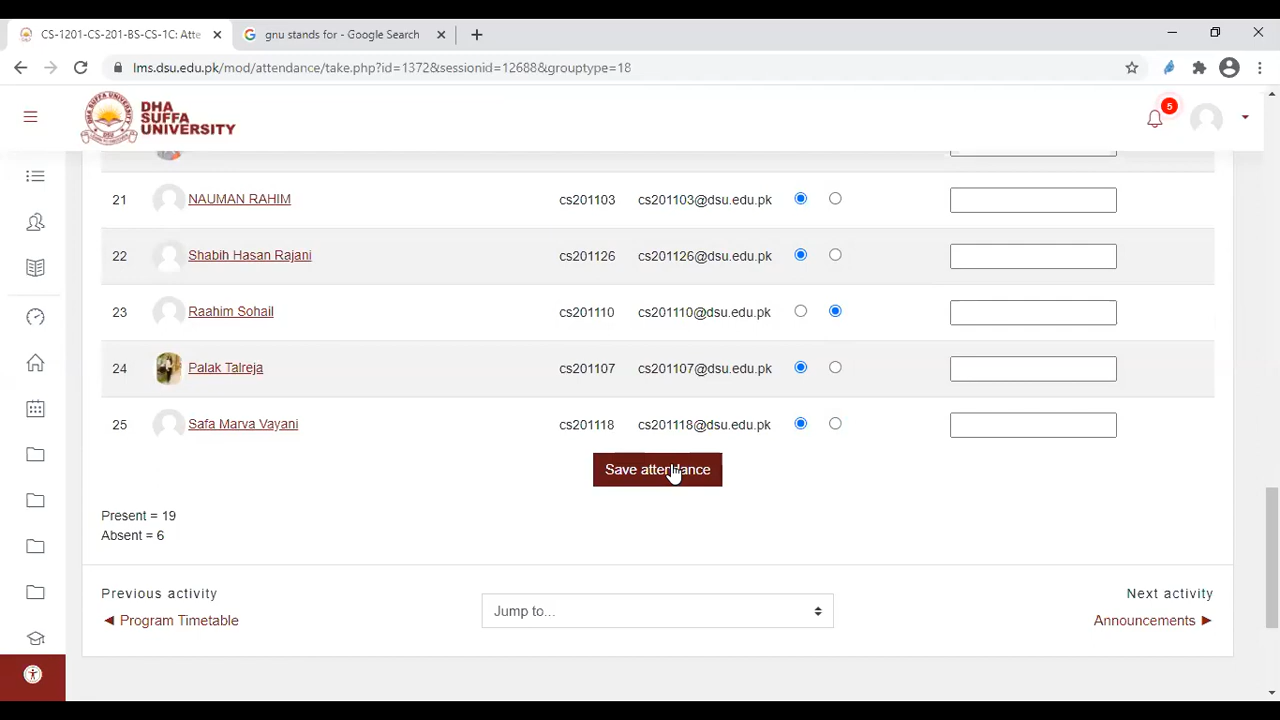 CS-1201-CS-201-BS-CS-1C: Atte
gnu stands for - Google Search
lms.dsu.edu.pk/mod/attendance/take.php?id=1372&sessionid=12688&grouptype=18
DHA
SUFFA
UNIVERSITY
5
21 NAUMAN RAHIM cs201103 cs201103@dsu.edu.pk
22 Shabih Hasan Rajani cs201126 cs201126@dsu.edu.pk
23 Raahim Sohail cs201110 cs201110@dsu.edu.pk
24 Palak Talreja cs201107 cs201107@dsu.edu.pk
25 Safa Marva Vayani cs201118 cs201118@dsu.edu.pk
Save attendance
Present = 19
Absent = 6
Previous activity
Next activity
◄ Program Timetable
Jump to...
Announcements ►